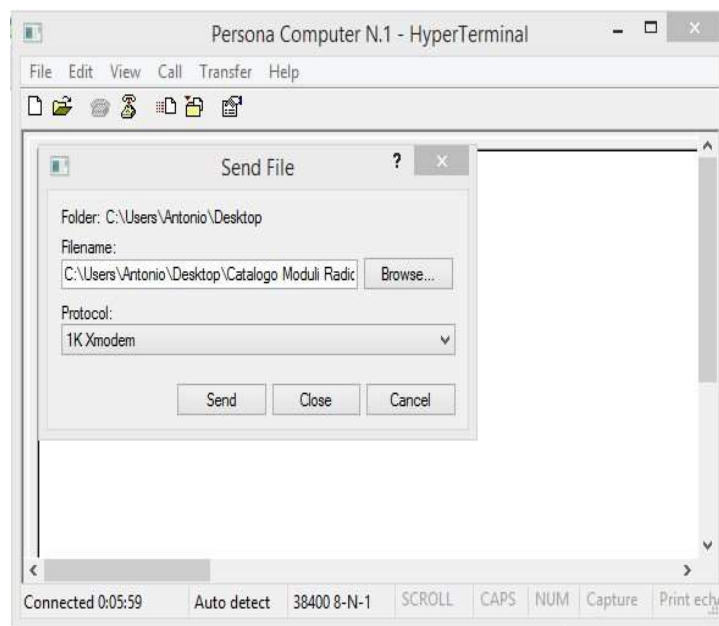 Persona Computer N.1 - HyperTerminal
File Edit View Call Transfer Help
Send File
Folder: C:\Users\Antonio\Desktop
Filename:
C:\Users\Antonio\Desktop\Catalogo Moduli Radic Browse...
Protocol:
1K Xmodem
Send Close Cancel
Connected 0:05:59 Auto detect 38400 8-N-1 SCROLL CAPS NUM Capture Print echo